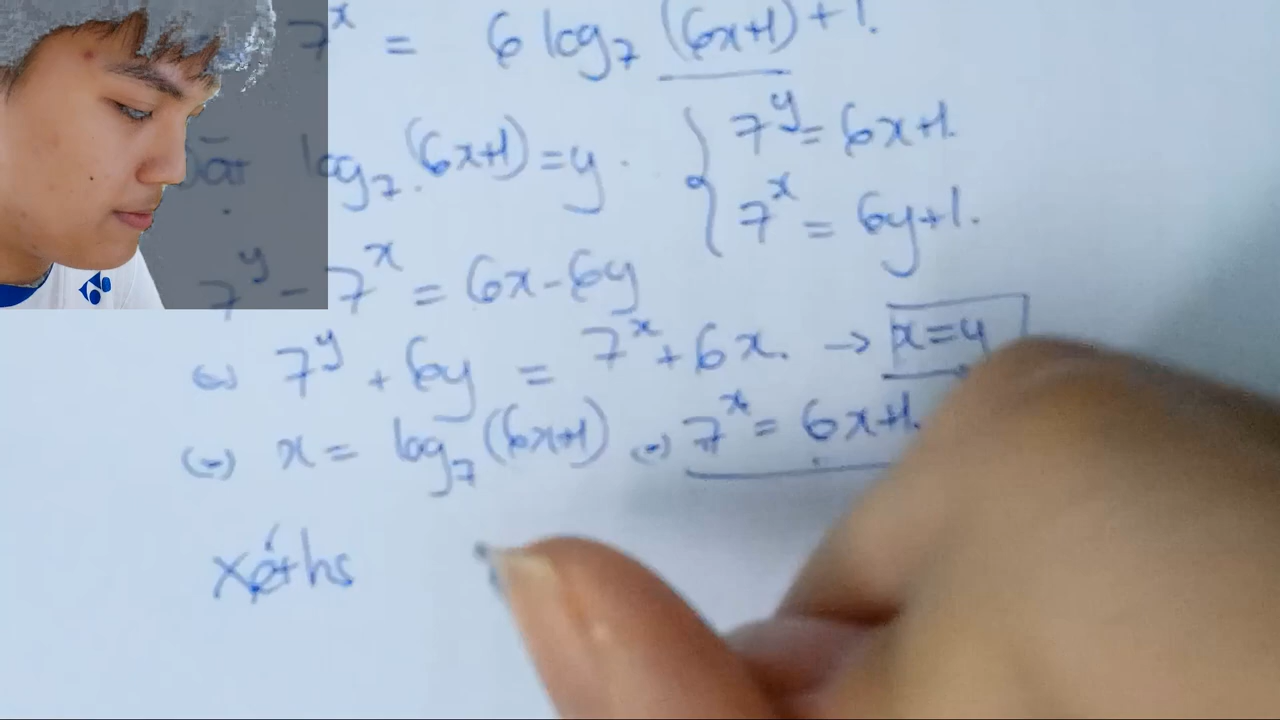 7^x = 6 log_7 (6x+1) + 1.
Đặt log_7 (6x+1) = y. { 7^y = 6x+1.
7^x = 6y+1.
7^y - 7^x = 6x - 6y
(=) 7^y + 6y = 7^x + 6x. → x=y
(=) x = log_7 (6x+1) (=) 7^x = 6x+1.
Xét hs